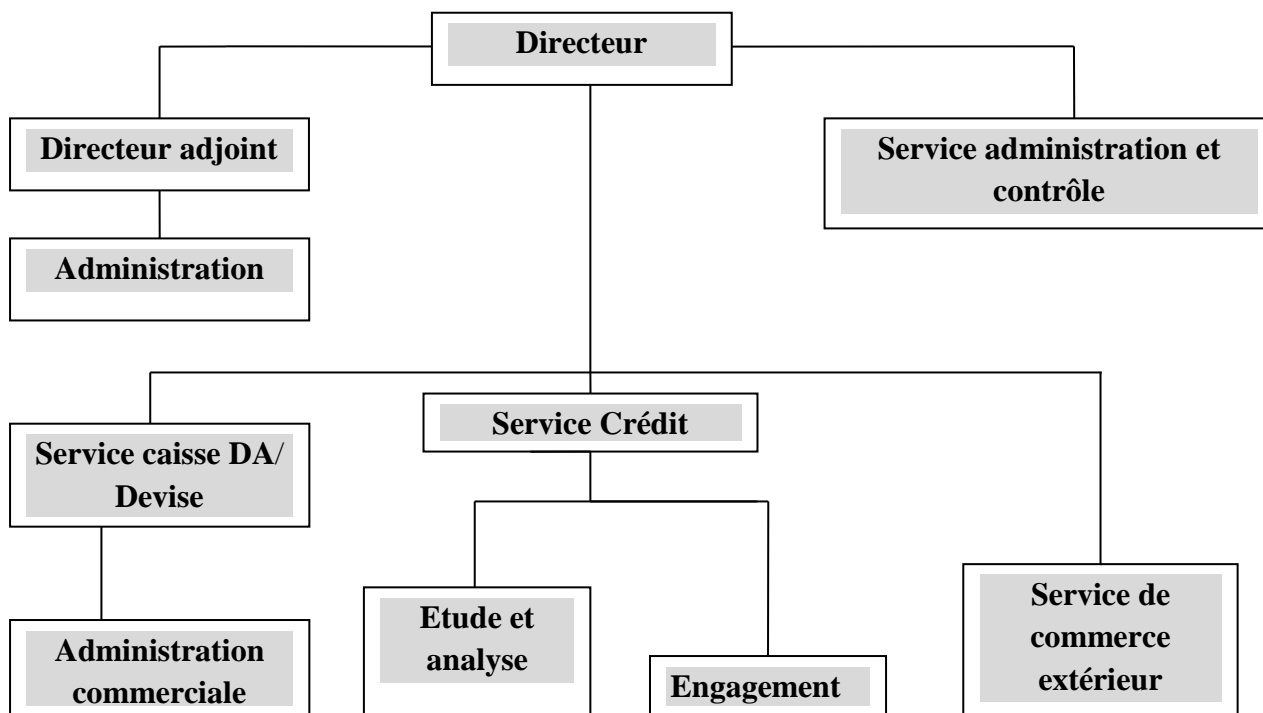 Directeur
Directeur adjoint
Service administration et
contrôle
Administration
Service Crédit
Service caisse DA/
Devise
Etude et
analyse
Service de
commerce
extérieur
Administration
commerciale
Engagement